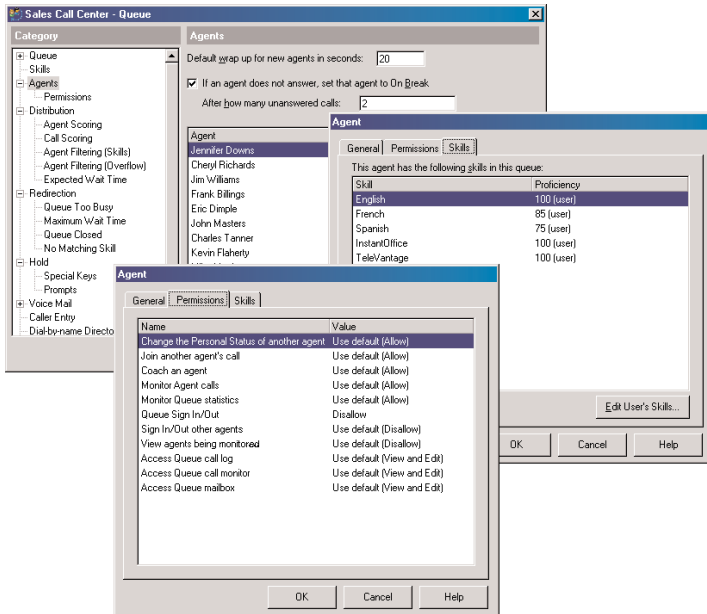 Sales Call Center - Queue
Category
Queue
Skills
Agents
Permissions
Distribution
Agent Scoring
Call Scoring
Agent Filtering (Skills)
Agent Filtering (Overflow)
Expected Wait Time
Redirection
Queue Too Busy
Maximum Wait Time
Queue Closed
No Matching Skill
Hold
Special Keys
Prompts
Voice Mail
Caller Entry
Dial-by-name Directo
Agents
Default wrap up for new agents in seconds: 20
If an agent does not answer, set that agent to On Break
After how many unanswered calls: 2
Agent
Jennifer Downs
Cheryl Richards
Jim Williams
Frank Billings
Eric Dimple
John Masters
Charles Tanner
Kevin Flaherty
Agent
General Permissions Skills
This agent has the following skills in this queue:
Skill Proficiency
English 100 (user)
French 85 (user)
Spanish 75 (user)
InstantOffice 100 (user)
TeleVantage 100 (user)
Edit User's Skills...
OK Cancel Help
Agent
General Permissions Skills
Name Value
Change the Personal Status of another agent Use default (Allow)
Join another agent's call Use default (Allow)
Coach an agent Use default (Allow)
Monitor Agent calls Use default (Allow)
Monitor Queue statistics Use default (Allow)
Queue Sign In/Out Disallow
Sign In/Out other agents Use default (Disallow)
View agents being monitored Use default (Disallow)
Access Queue call log Use default (View and Edit)
Access Queue call monitor Use default (View and Edit)
Access Queue mailbox Use default (View and Edit)
OK Cancel Help